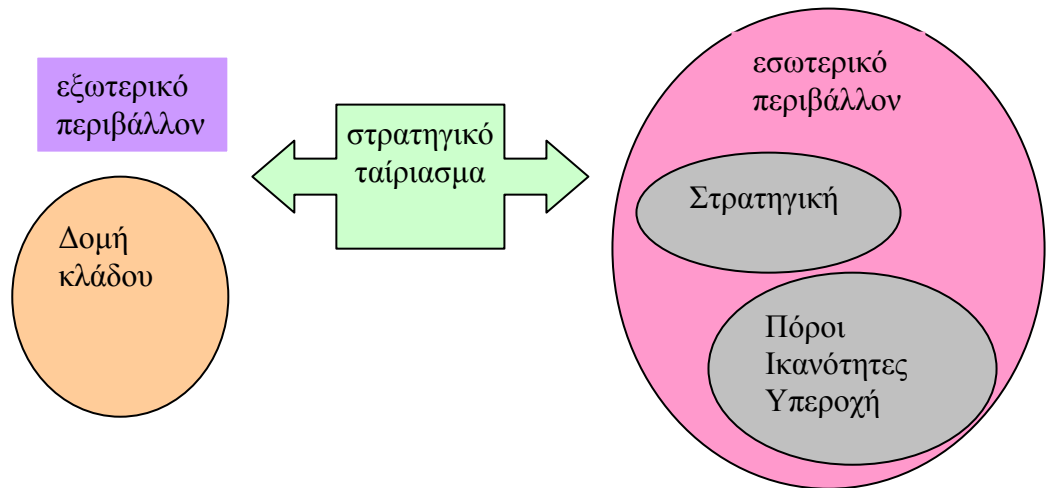 εξωτερικό
περιβάλλον
Δομή
κλάδου
στρατηγικό
ταίριασμα
εσωτερικό
περιβάλλον
Στρατηγική
Πόροι
Ικανότητες
Υπεροχή